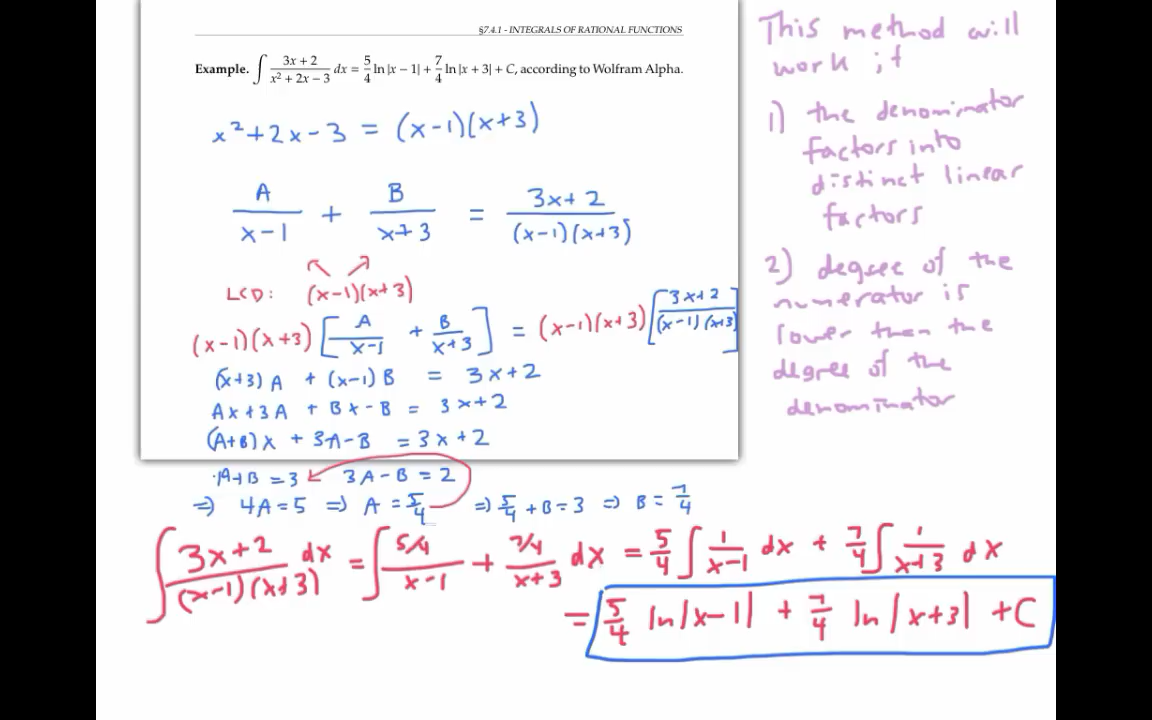 §7.4.1 - INTEGRALS OF RATIONAL FUNCTIONS
Example. ∫ (3x + 2)/(x² + 2x − 3) dx = 5/4 ln |x − 1| + 7/4 ln |x + 3| + C, according to Wolfram Alpha.
x² + 2x − 3 = (x−1)(x+3)
A/(x−1) + B/(x+3) = (3x+2)/((x−1)(x+3))
LCD: (x−1)(x+3)
(x−1)(x+3) [A/(x−1) + B/(x+3)] = (x−1)(x+3) [(3x+2)/((x−1)(x+3))]
(x+3) A + (x−1) B = 3x+2
Ax + 3A + Bx − B = 3x+2
(A+B) x + 3A − B = 3x + 2
A+B = 3 3A − B = 2
⇒ 4A = 5 ⇒ A = 5/4 ⇒ 5/4 + B = 3 ⇒ B = 7/4
∫ (3x+2)/((x−1)(x+3)) dx = ∫ (5/4)/(x−1) + (7/4)/(x+3) dx = 5/4 ∫ 1/(x−1) dx + 7/4 ∫ 1/(x+3) dx
= 5/4 ln|x−1| + 7/4 ln|x+3| + C
This method will
work if
1) the denominator
factors into
distinct linear
factors
2) degree of the
numerator is
lower than the
degree of the
denominator